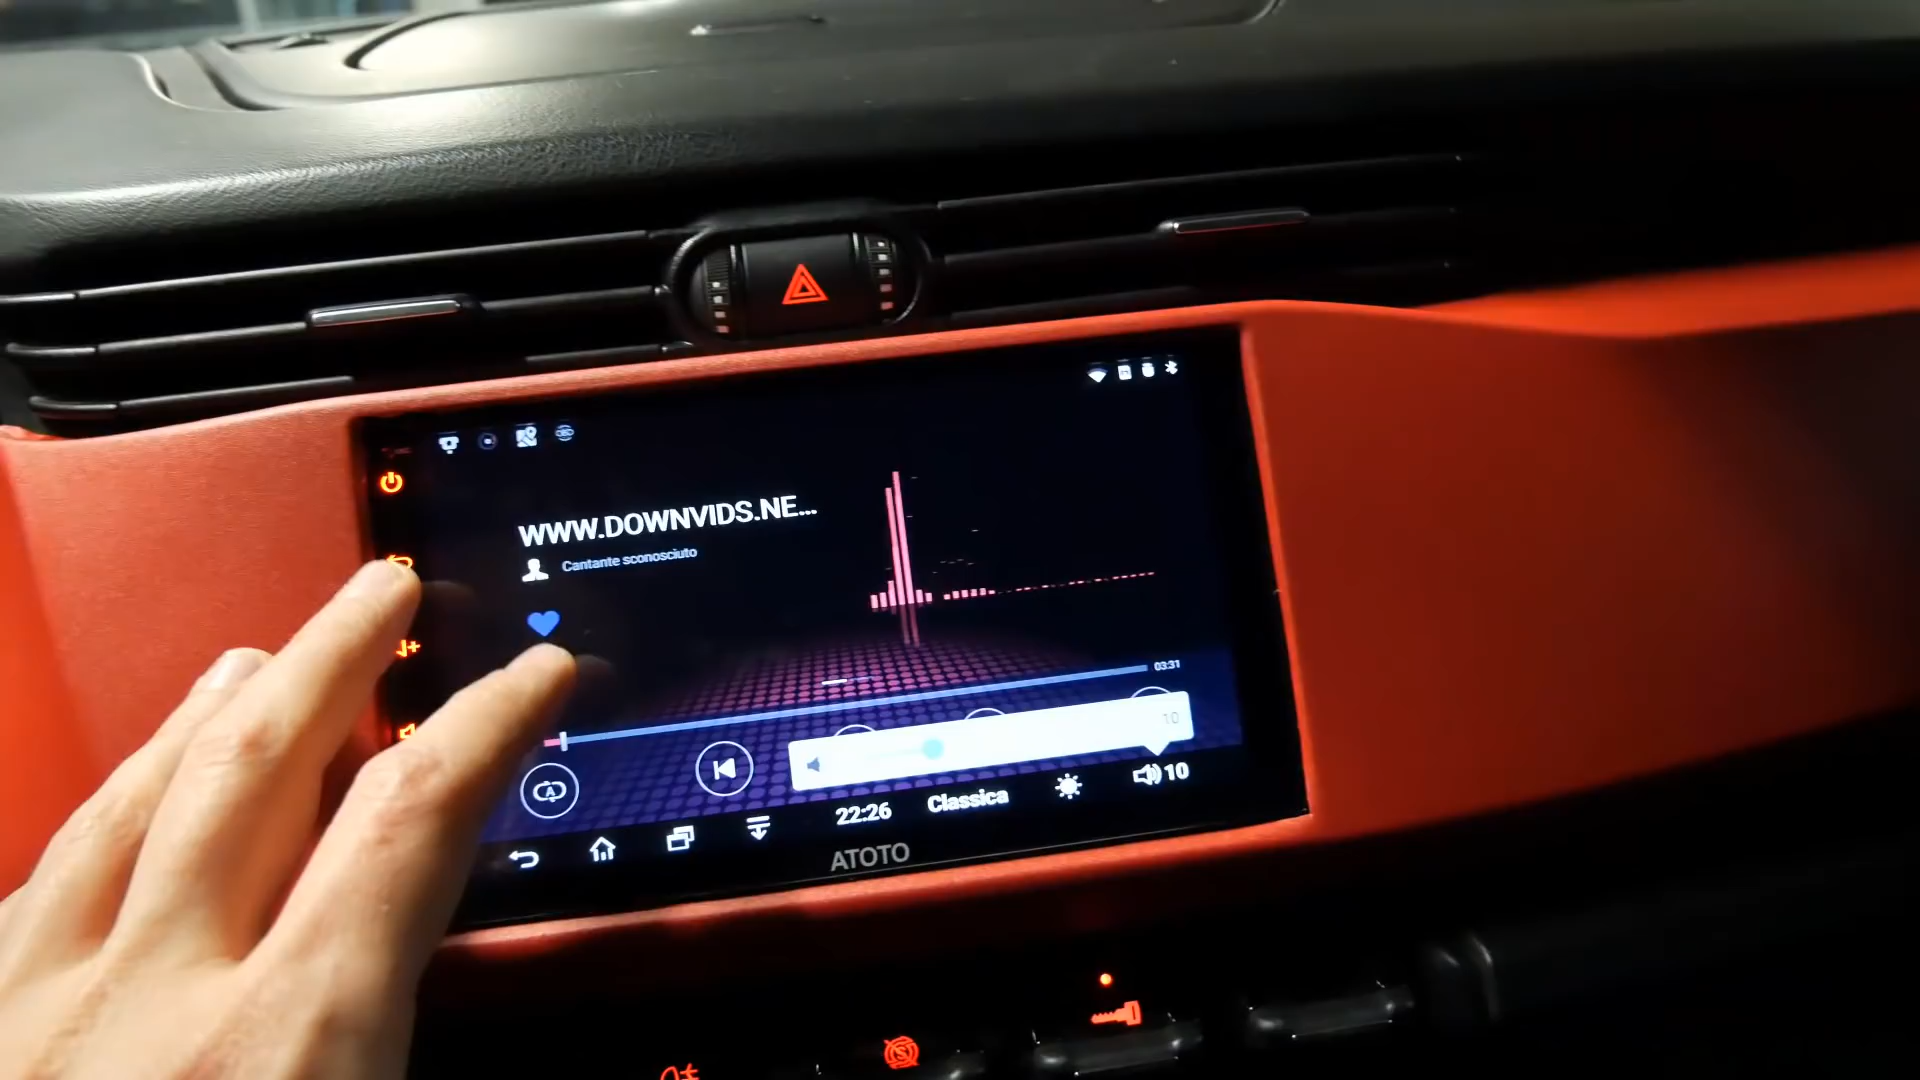 WWW.DOWNVIDS.NE...
Cantante sconosciuto
03:31
10
A
22:26
Classica
10
ATOTO